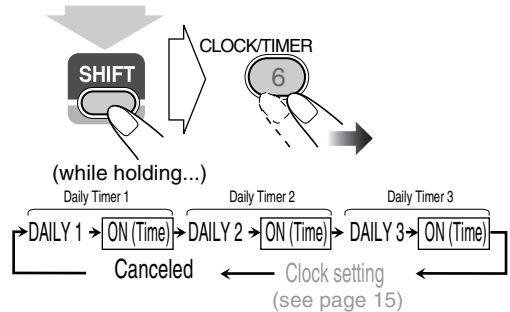 CLOCK/TIMER
SHIFT
6
(while holding...)
Daily Timer 1 Daily Timer 2 Daily Timer 3
DAILY 1 ON (Time) DAILY 2 ON (Time) DAILY 3 ON (Time)
Canceled Clock setting
(see page 15)